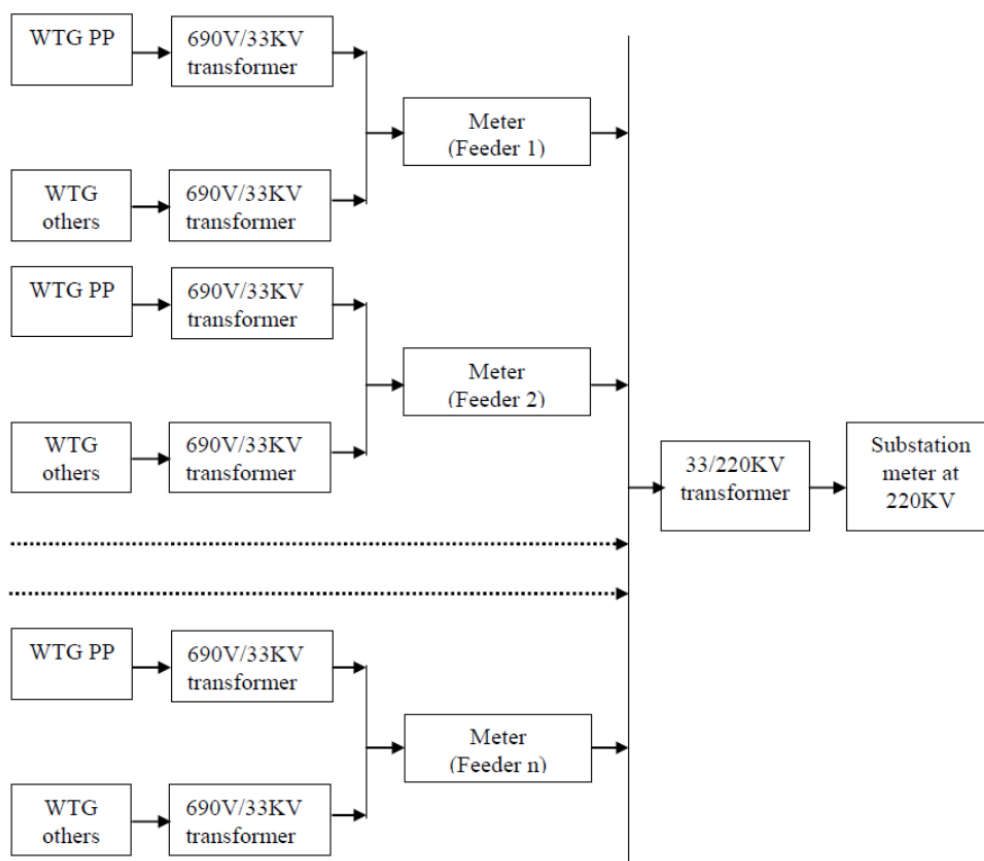 WTG PP
690V/33KV
transformer
Meter
(Feeder 1)
WTG
others
690V/33KV
transformer
WTG PP
690V/33KV
transformer
Meter
(Feeder 2)
WTG
others
690V/33KV
transformer
33/220KV
transformer
Substation
meter at
220KV
WTG PP
690V/33KV
transformer
Meter
(Feeder n)
WTG
others
690V/33KV
transformer